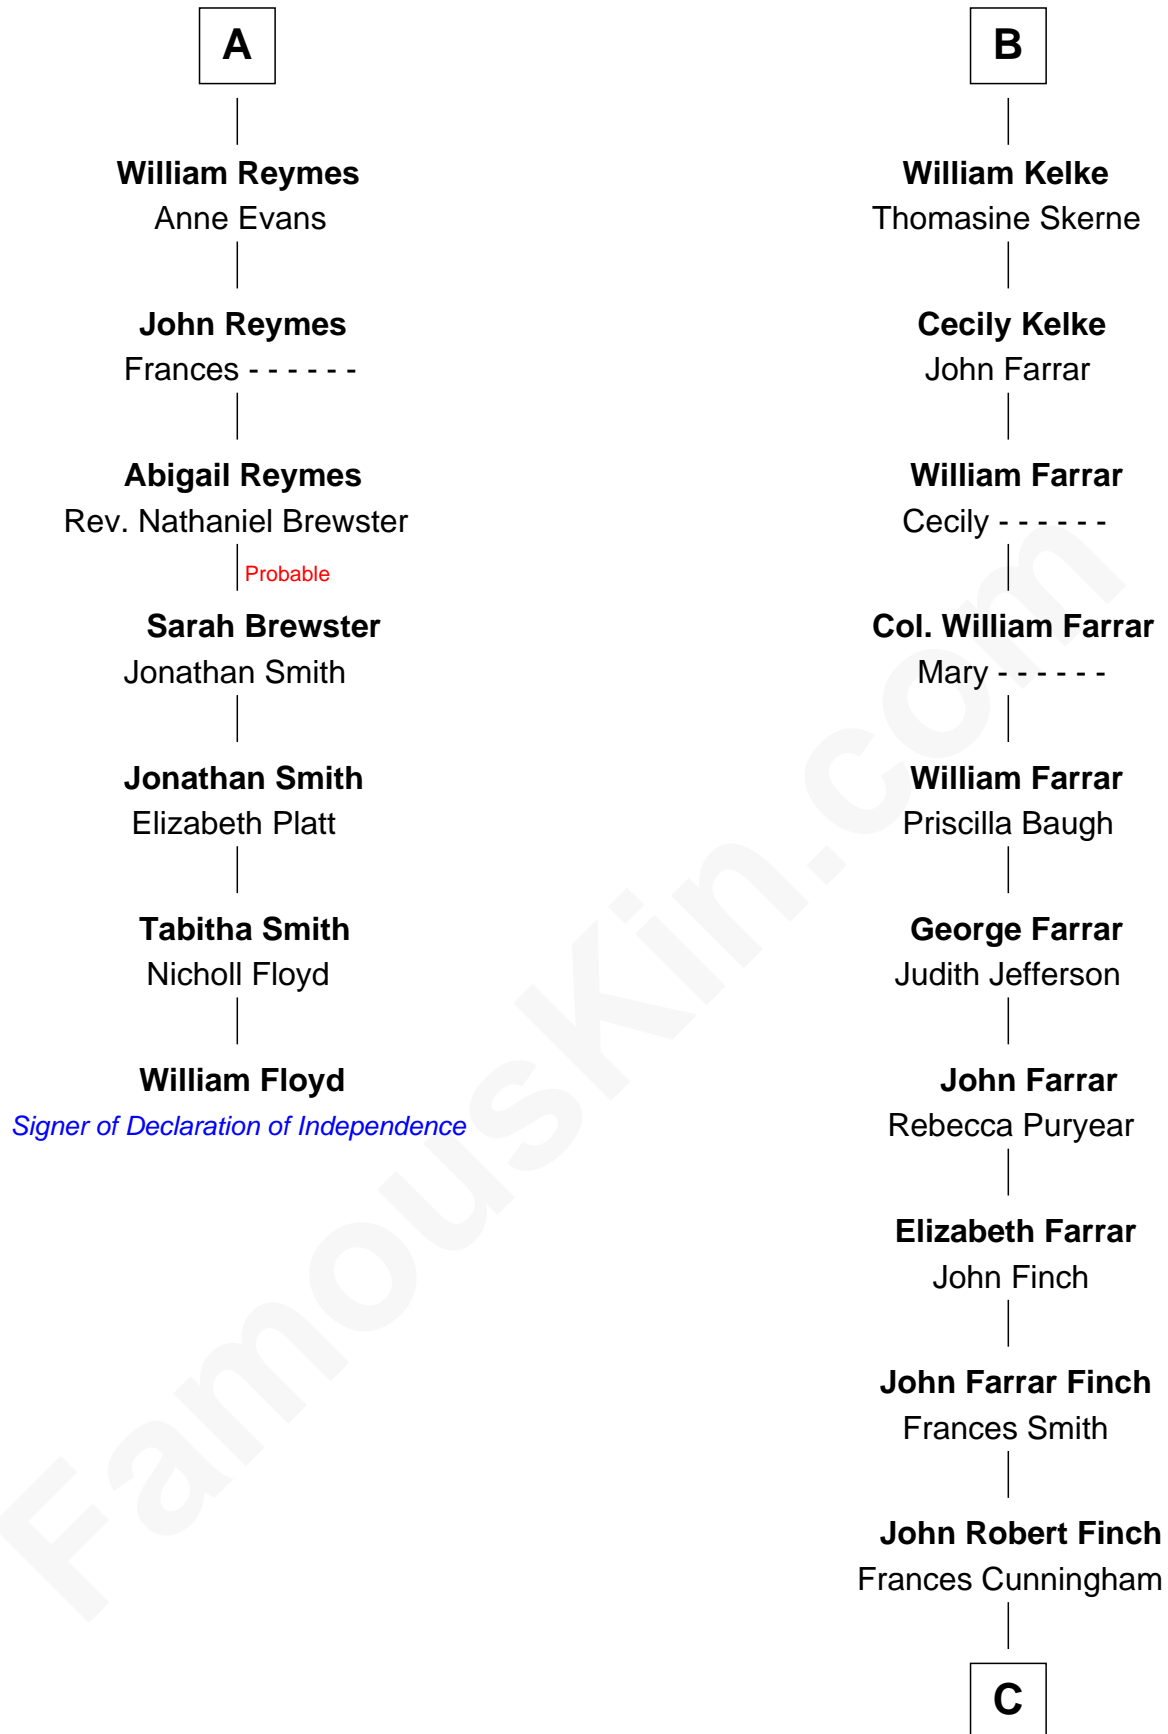 A
William Reymes
Anne Evans
John Reymes
Frances - - - - - -
Abigail Reymes
Rev. Nathaniel Brewster
Probable
Sarah Brewster
Jonathan Smith
Jonathan Smith
Elizabeth Platt
Tabitha Smith
Nicholl Floyd
William Floyd
Signer of Declaration of Independence
B
William Kelke
Thomasine Skerne
Cecily Kelke
John Farrar
William Farrar
Cecily - - - - - -
Col. William Farrar
Mary - - - - - -
William Farrar
Priscilla Baugh
George Farrar
Judith Jefferson
John Farrar
Rebecca Puryear
Elizabeth Farrar
John Finch
John Farrar Finch
Frances Smith
John Robert Finch
Frances Cunningham
C
FamousKin.com